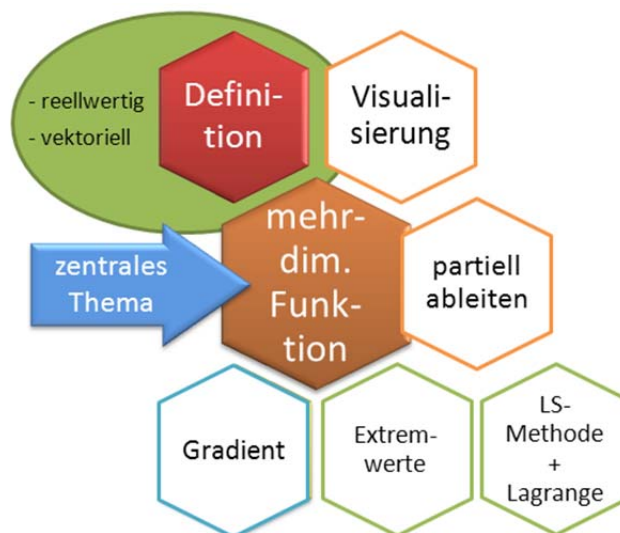 - reellwertig
- vektoriell
Defini-
tion
Visuali-
sierung
zentrales
Thema
mehr-
dim.
Funk-
tion
partiell
ableiten
Gradient
Extrem-
werte
LS-
Methode
+
Lagrange